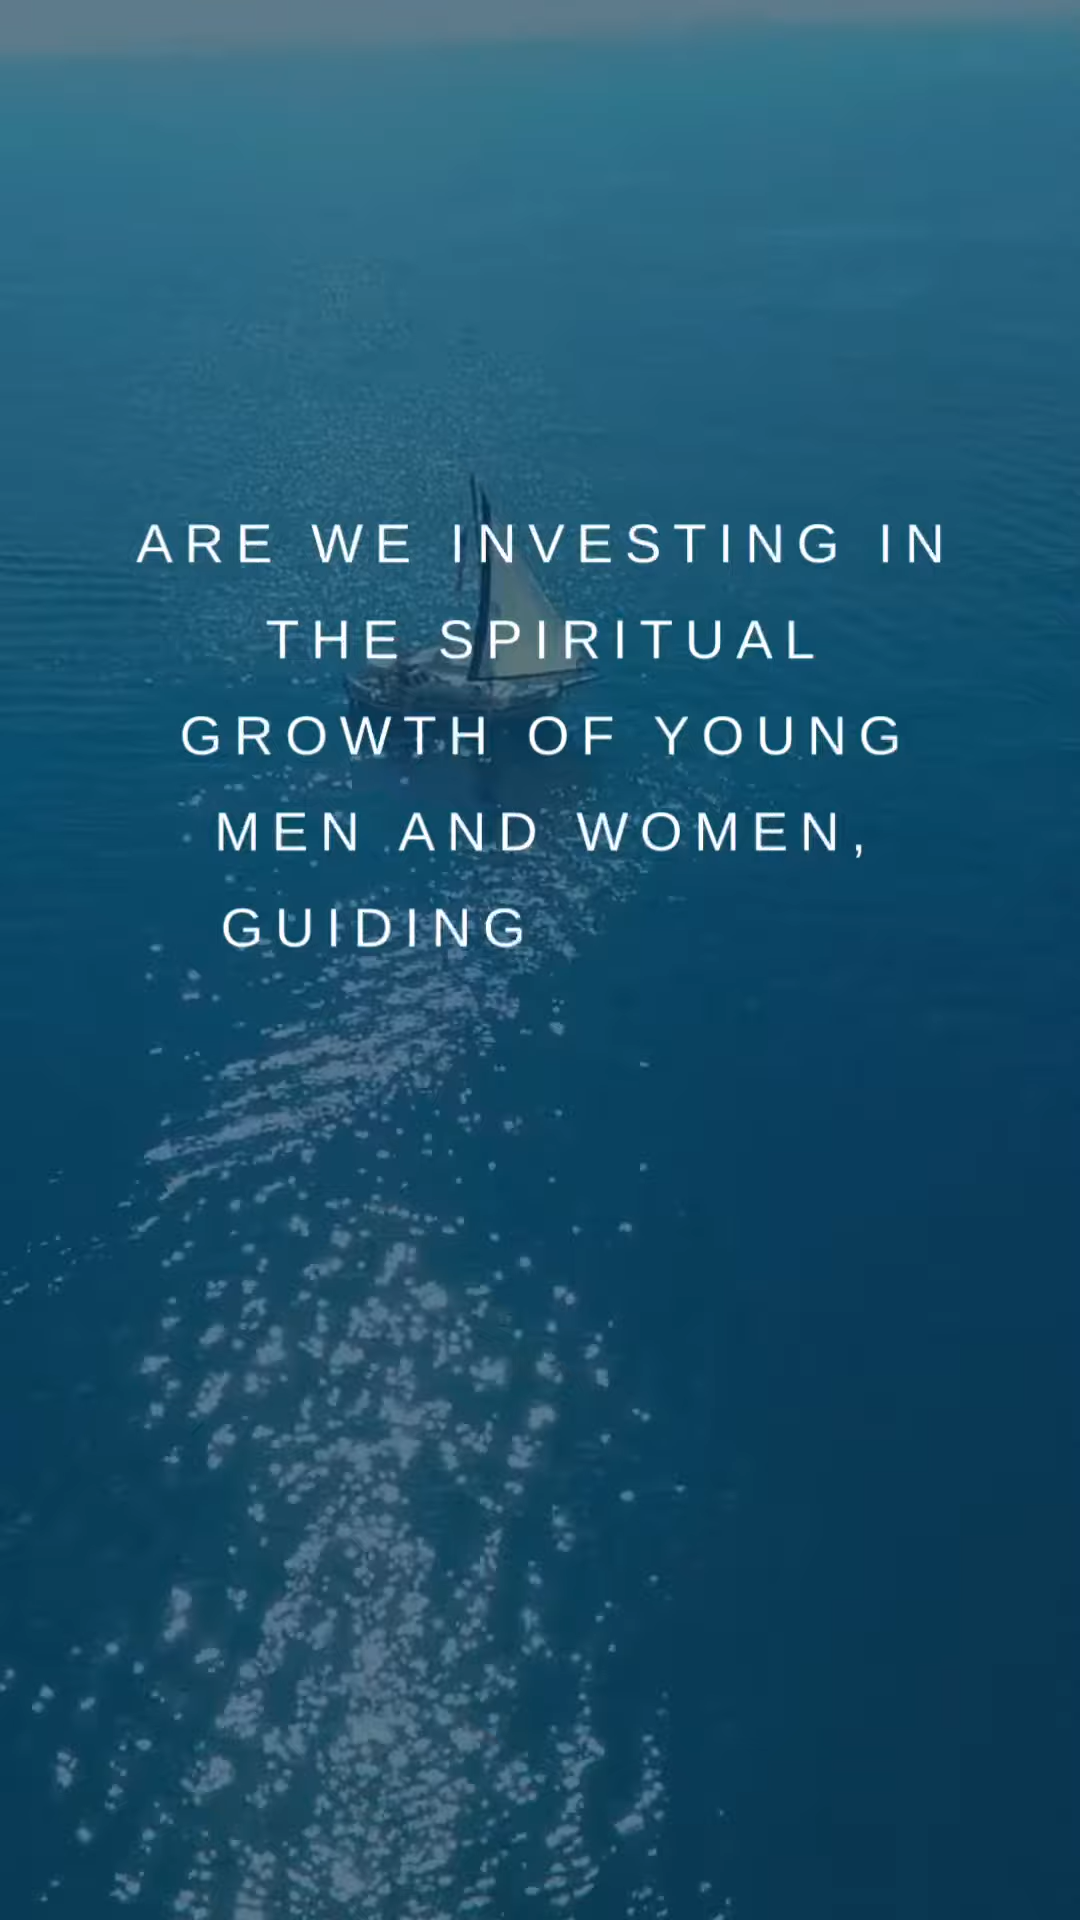 ARE WE INVESTING IN
THE SPIRITUAL
GROWTH OF YOUNG
MEN AND WOMEN,
GUIDING